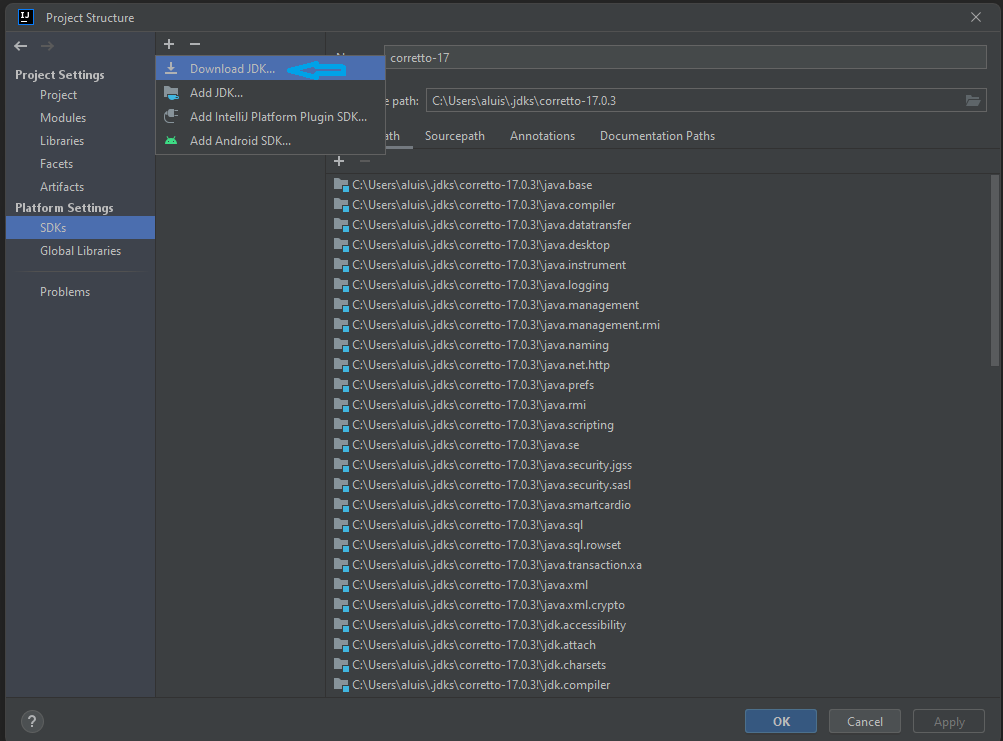 Project Structure
Project Settings
Project
Modules
Libraries
Facets
Artifacts
Platform Settings
SDKs
Global Libraries
Problems
Download JDK...
Add JDK...
Add IntelliJ Platform Plugin SDK...
Add Android SDK...
corretto-17
path: C:\Users\aluis\.jdks\corretto-17.0.3
Sourcepath Annotations Documentation Paths
C:\Users\aluis\.jdks\corretto-17.0.3!\java.base
C:\Users\aluis\.jdks\corretto-17.0.3!\java.compiler
C:\Users\aluis\.jdks\corretto-17.0.3!\java.datatransfer
C:\Users\aluis\.jdks\corretto-17.0.3!\java.desktop
C:\Users\aluis\.jdks\corretto-17.0.3!\java.instrument
C:\Users\aluis\.jdks\corretto-17.0.3!\java.logging
C:\Users\aluis\.jdks\corretto-17.0.3!\java.management
C:\Users\aluis\.jdks\corretto-17.0.3!\java.management.rmi
C:\Users\aluis\.jdks\corretto-17.0.3!\java.naming
C:\Users\aluis\.jdks\corretto-17.0.3!\java.net.http
C:\Users\aluis\.jdks\corretto-17.0.3!\java.prefs
C:\Users\aluis\.jdks\corretto-17.0.3!\java.rmi
C:\Users\aluis\.jdks\corretto-17.0.3!\java.scripting
C:\Users\aluis\.jdks\corretto-17.0.3!\java.se
C:\Users\aluis\.jdks\corretto-17.0.3!\java.security.jgss
C:\Users\aluis\.jdks\corretto-17.0.3!\java.security.sasl
C:\Users\aluis\.jdks\corretto-17.0.3!\java.smartcardio
C:\Users\aluis\.jdks\corretto-17.0.3!\java.sql
C:\Users\aluis\.jdks\corretto-17.0.3!\java.sql.rowset
C:\Users\aluis\.jdks\corretto-17.0.3!\java.transaction.xa
C:\Users\aluis\.jdks\corretto-17.0.3!\java.xml
C:\Users\aluis\.jdks\corretto-17.0.3!\java.xml.crypto
C:\Users\aluis\.jdks\corretto-17.0.3!\jdk.accessibility
C:\Users\aluis\.jdks\corretto-17.0.3!\jdk.attach
C:\Users\aluis\.jdks\corretto-17.0.3!\jdk.charsets
C:\Users\aluis\.jdks\corretto-17.0.3!\jdk.compiler
? OK Cancel Apply